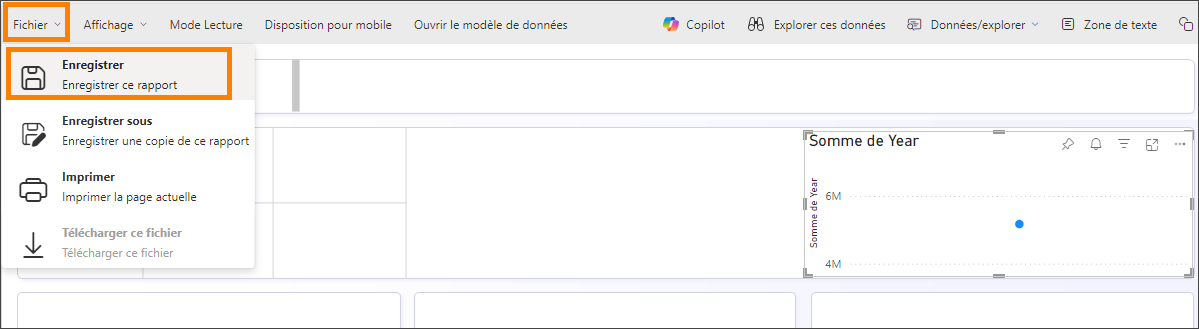 Fichier
Affichage
Mode Lecture
Disposition pour mobile
Ouvrir le modèle de données
Copilot
Explorer ces données
Données/explorer
Zone de texte
Enregistrer
Enregistrer ce rapport
Enregistrer sous
Enregistrer une copie de ce rapport
Imprimer
Imprimer la page actuelle
Télécharger ce fichier
Télécharger ce fichier
Somme de Year
Somme de Year
6M
4M